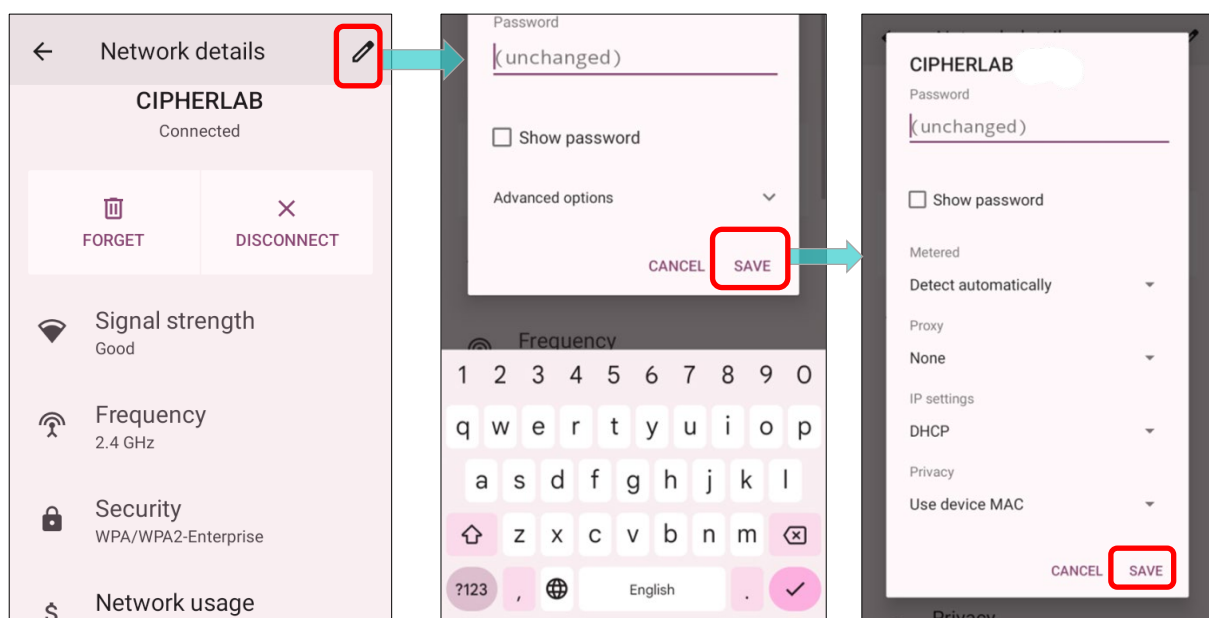 Network details
CIPHERLAB
Connected
FORGET
DISCONNECT
Signal strength
Good
Frequency
2.4 GHz
Security
WPA/WPA2-Enterprise
$
Network usage
Password
(unchanged)
Show password
Advanced options
CANCEL SAVE
Frequency
1 2 3 4 5 6 7 8 9 0
q w e r t y u i o p
a s d f g h j k l
z x c v b n m
?123 , English .
CIPHERLAB
Password
(unchanged)
Show password
Metered
Detect automatically
Proxy
None
IP settings
DHCP
Privacy
Use device MAC
CANCEL SAVE
Privacy